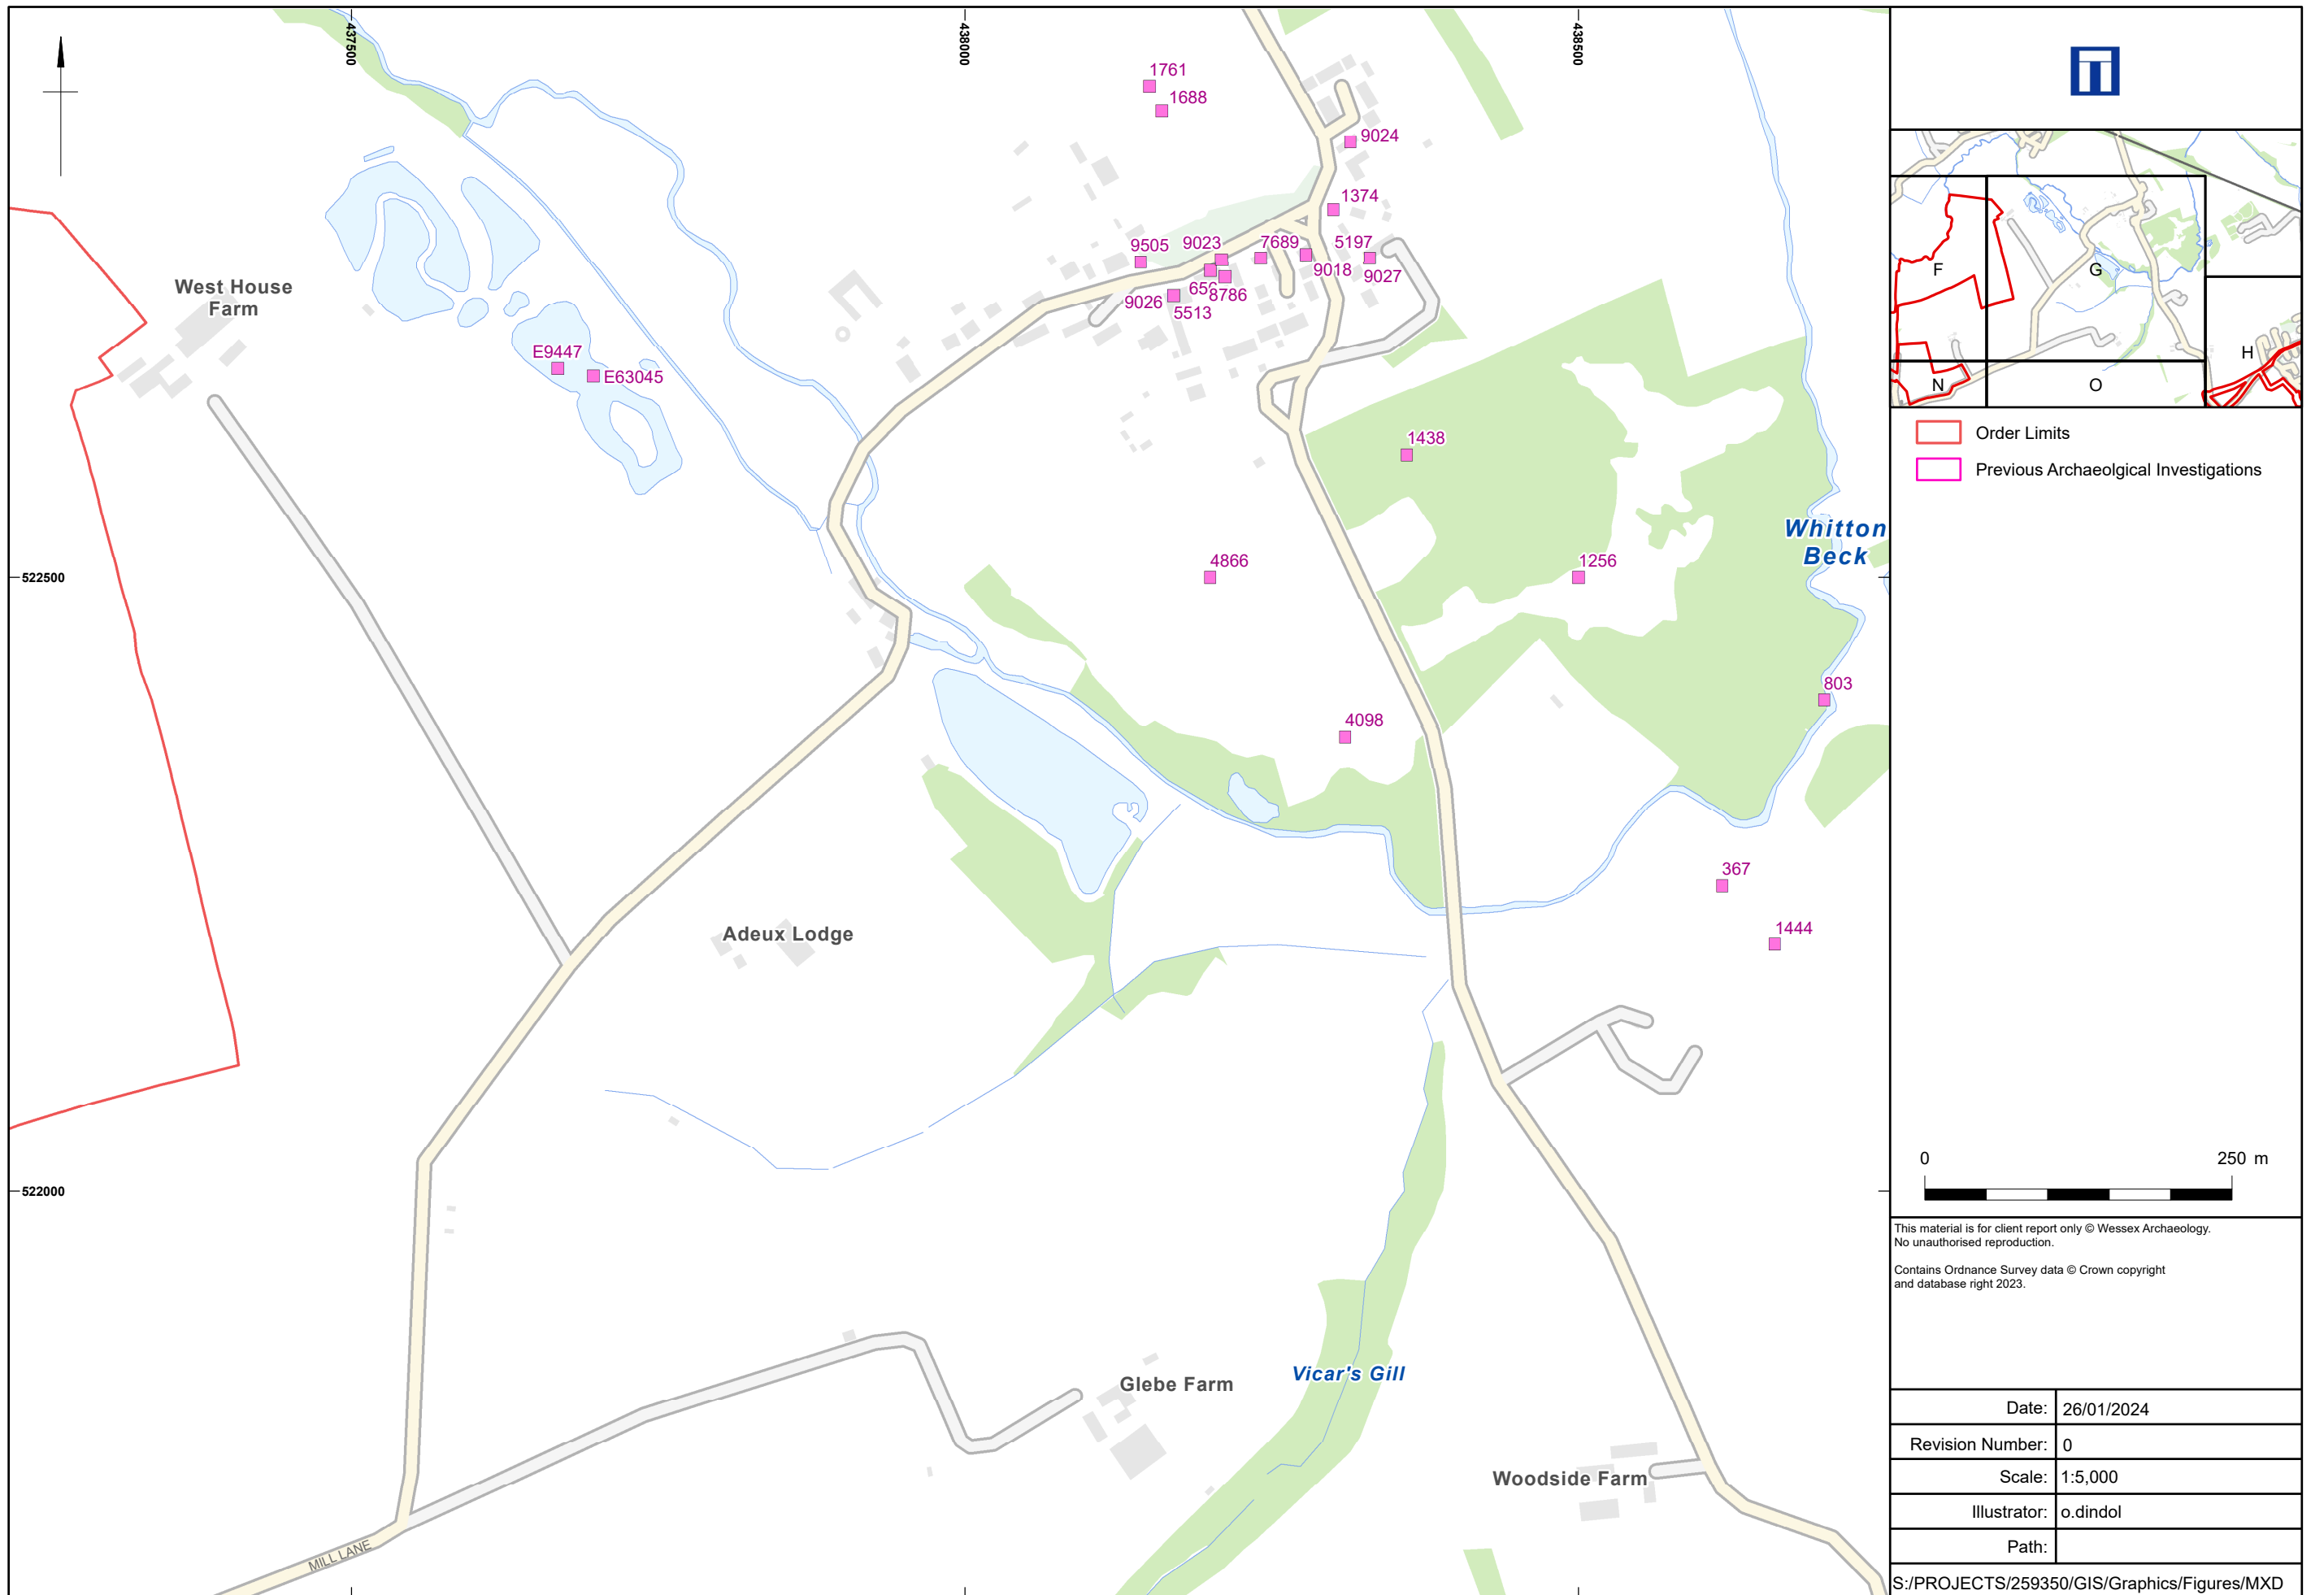 437500
438000
438500
1761
1688
9024
1374
9505
9023
7689
5197
9018
9027
9026
8786
5513
West House
Farm
E9447
E63045
1438
Whitton
Beck
522500
4866
1256
803
4098
367
Adeux Lodge
1444
522000
Vicar's Gill
Glebe Farm
Woodside Farm
MILL LANE
F
G
H
N
O
Order Limits
Previous Archaeolgical Investigations
0
250 m
This material is for client report only © Wessex Archaeology.
No unauthorised reproduction.
Contains Ordnance Survey data © Crown copyright
and database right 2023.
Date: 26/01/2024
Revision Number: 0
Scale: 1:5,000
Illustrator: o.dindol
Path:
S:/PROJECTS/259350/GIS/Graphics/Figures/MXD